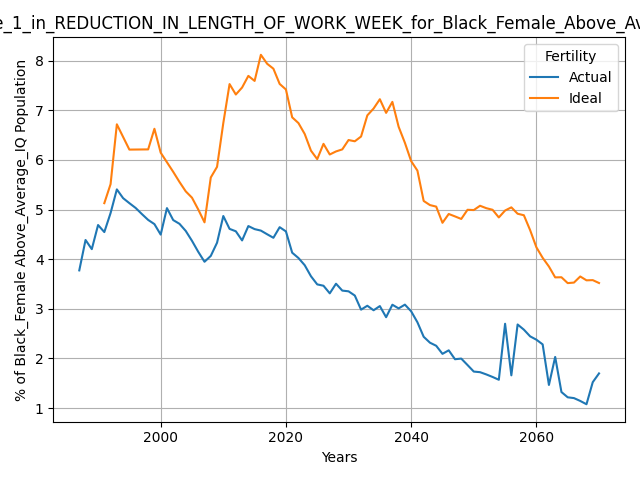 e_1_in_REDUCTION_IN_LENGTH_OF_WORK_WEEK_for_Black_Female_Above_Av
% of Black_Female Above_Average_IQ Population
8
7
6
5
4
3
2
1
Fertility
Actual
Ideal
2000
2020
2040
2060
Years